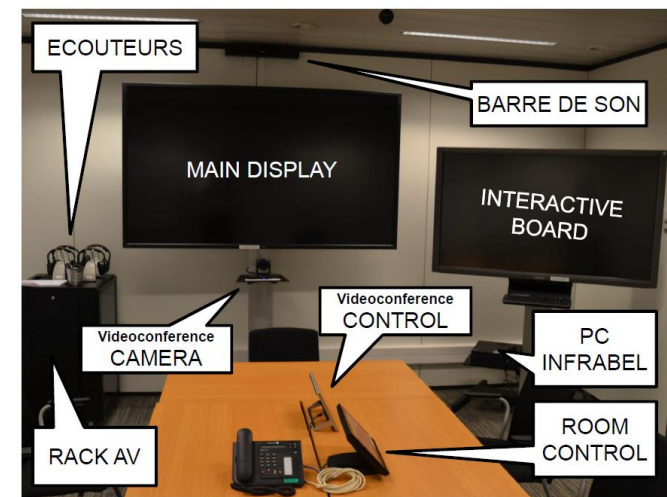 ECOUTEURS
BARRE DE SON
MAIN DISPLAY
INTERACTIVE
BOARD
Videoconference
CONTROL
Videoconference
CAMERA
PC
INFRABEL
RACK AV
ROOM
CONTROL